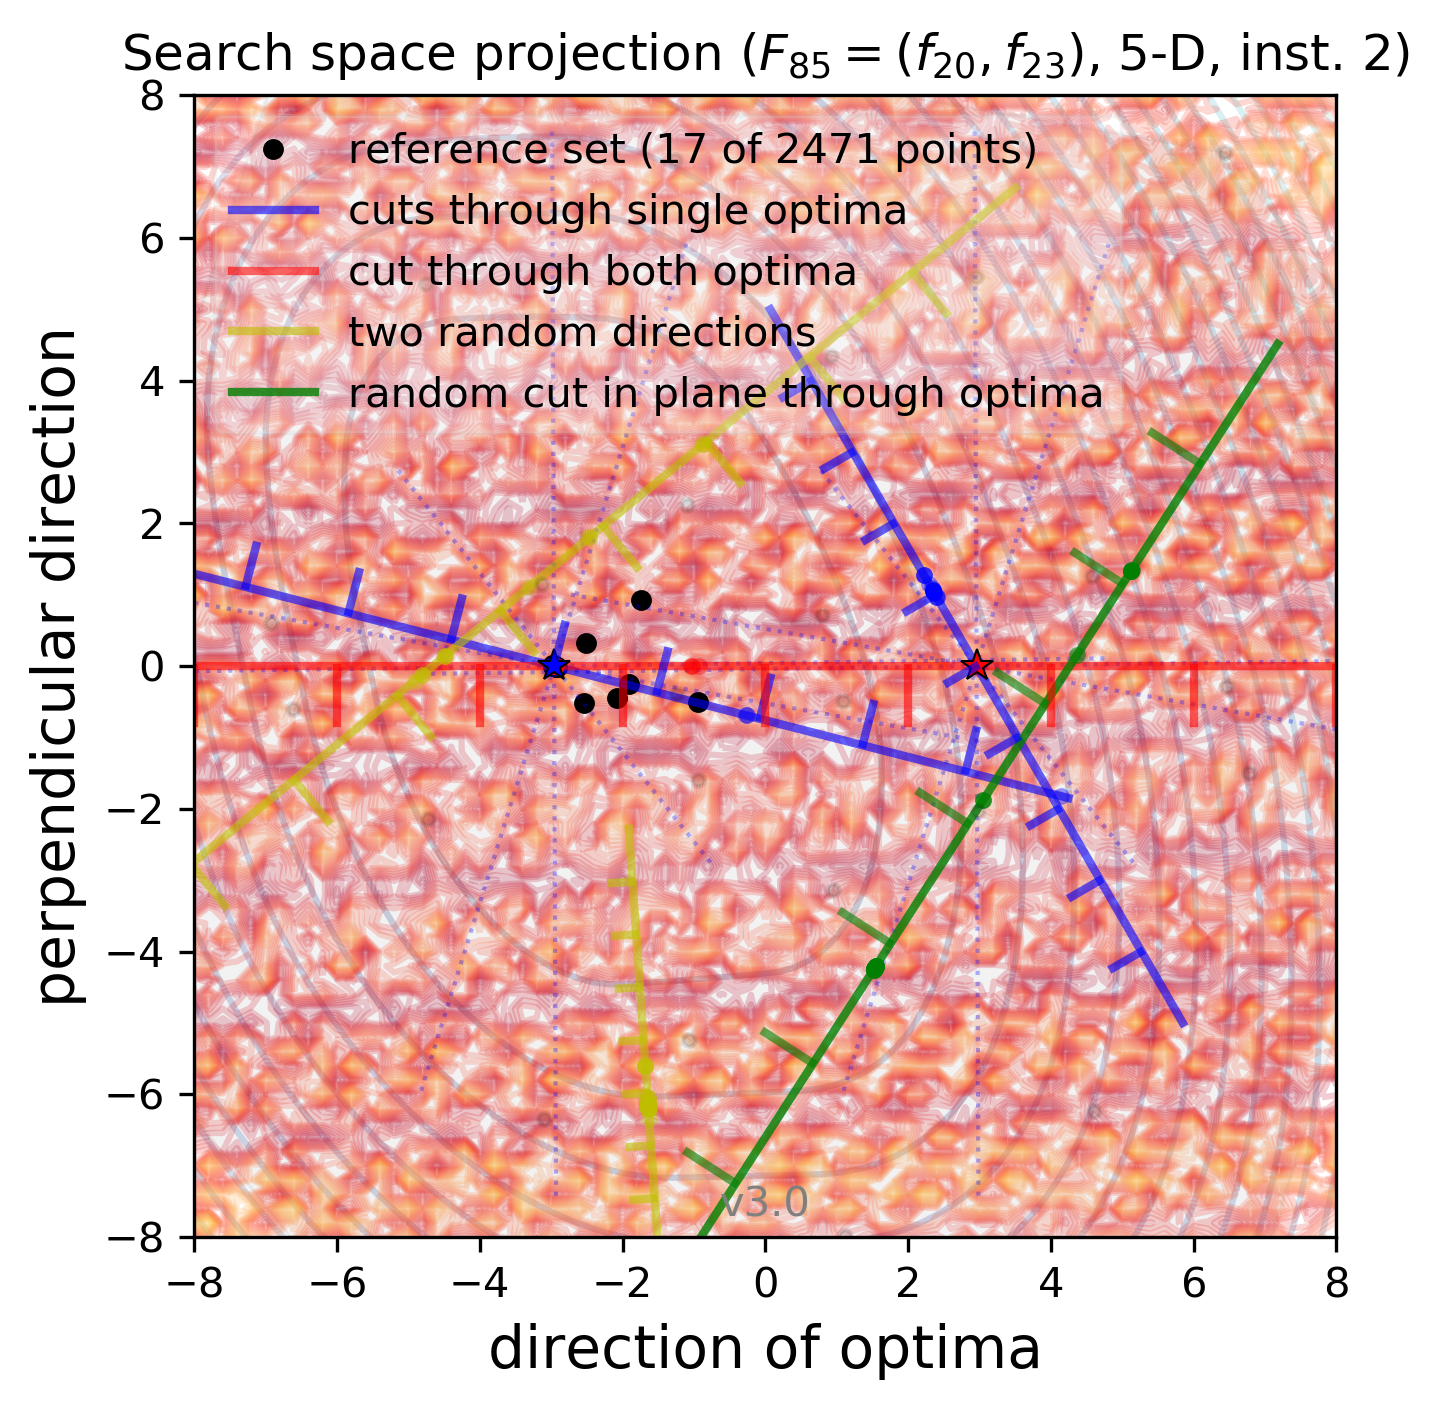 Search space projection (F₈₅ = (f₂₀, f₂₃), 5-D, inst. 2)
reference set (17 of 2471 points)
cuts through single optima
cut through both optima
two random directions
random cut in plane through optima
perpendicular direction
8
6
4
2
0
−2
−4
−6
−8
v3.0
−8 −6 −4 −2 0 2 4 6 8
direction of optima